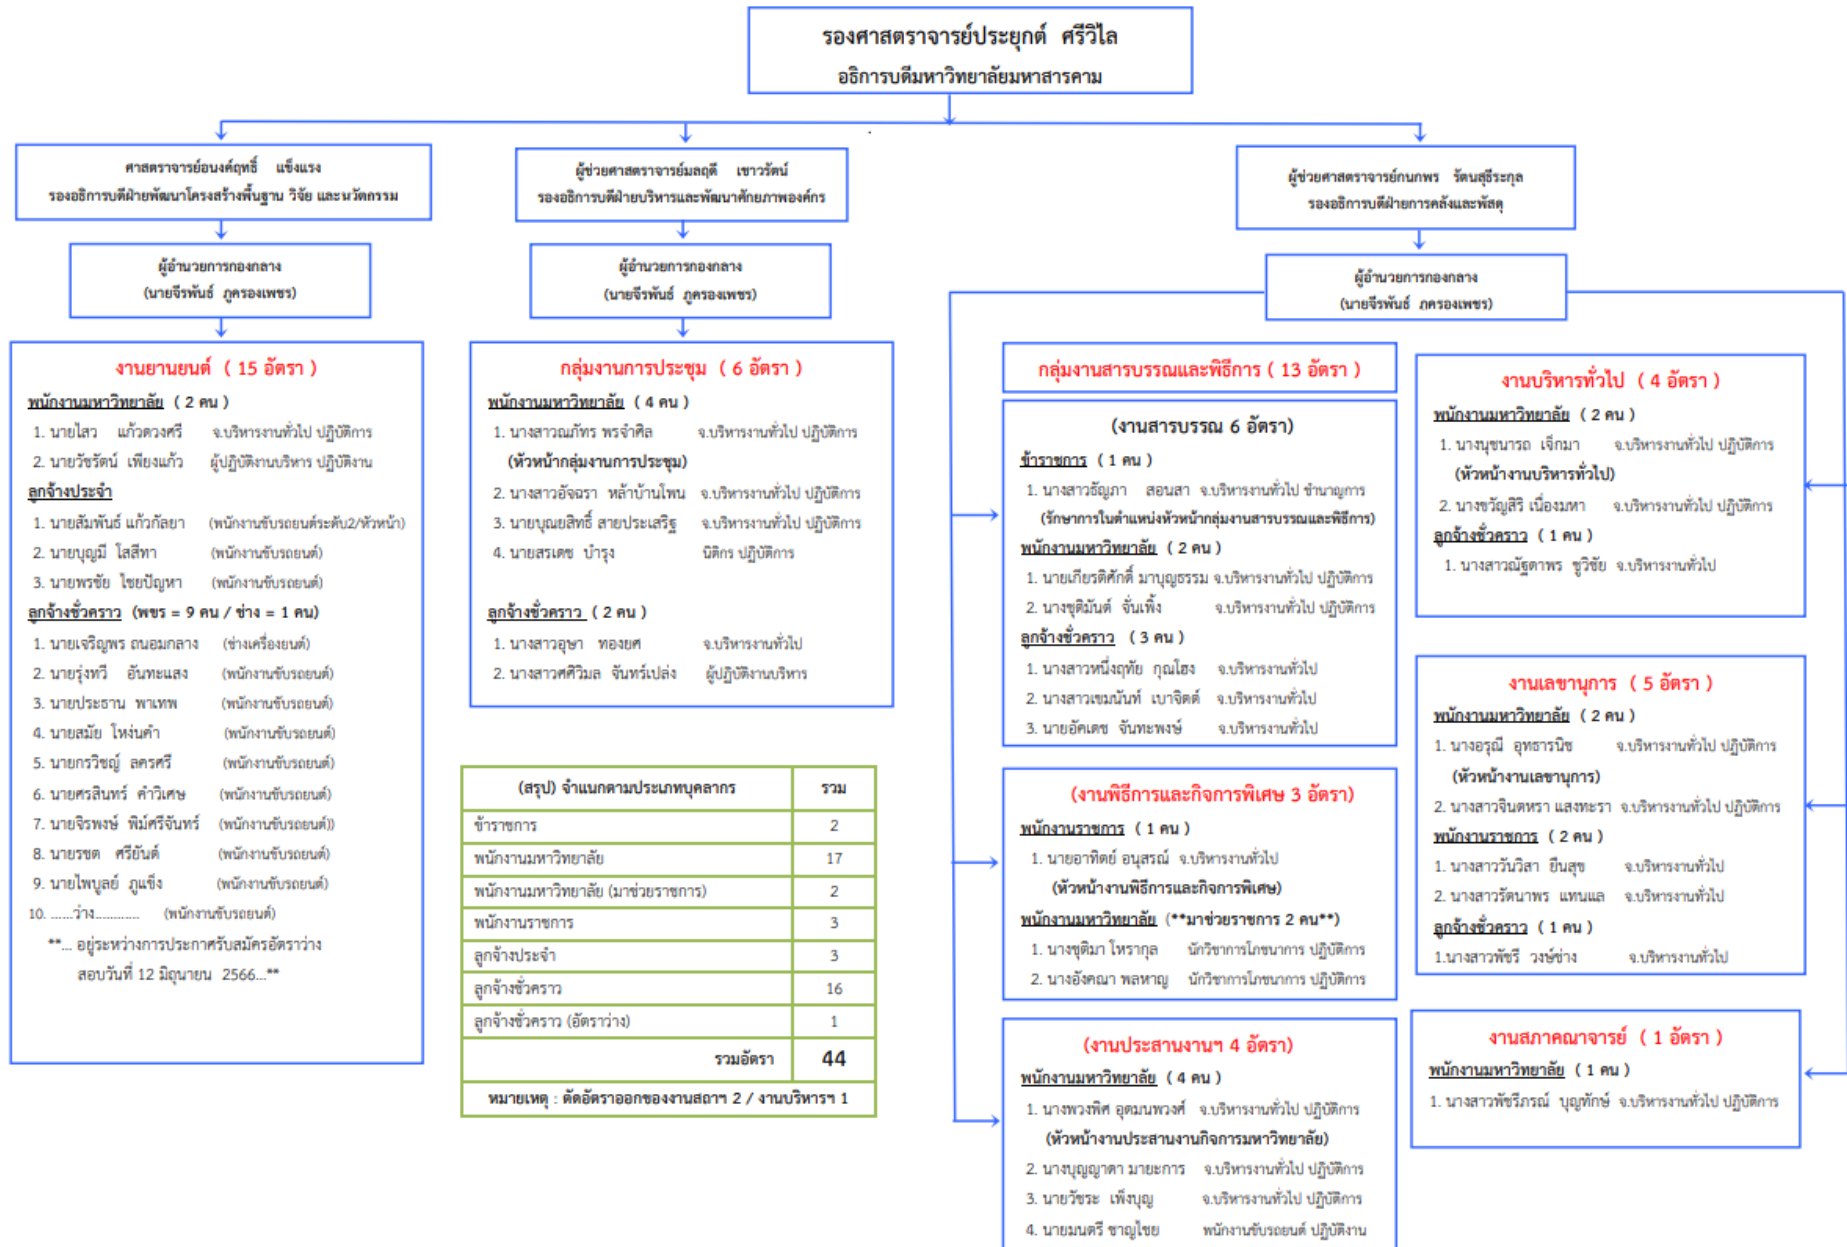 รองศาสตราจารย์ประยุกต์ ศรีวิไล
อธิการบดีมหาวิทยาลัยมหาสารคาม
ศาสตราจารย์อนงค์ฤทธิ์ แข็งแรง
รองอธิการบดีฝ่ายพัฒนาโครงสร้างพื้นฐาน วิจัย และนวัตกรรม
ผู้อำนวยการกองกลาง
(นายจีรพันธ์ ภูครองเพชร)
งานยานยนต์ ( 15 อัตรา )
พนักงานมหาวิทยาลัย ( 2 คน )
1. นายไสว แก้วดวงศรี จ.บริหารงานทั่วไป ปฏิบัติการ
2. นายวัชรัตน์ เพียงแก้ว ผู้ปฏิบัติงานบริหาร ปฏิบัติงาน
ลูกจ้างประจำ
1. นายสัมพันธ์ แก้วกัลยา (พนักงานขับรถยนต์ระดับ2/หัวหน้า)
2. นายบุญมี โสสีทา (พนักงานขับรถยนต์)
3. นายพรชัย ไชยปัญหา (พนักงานขับรถยนต์)
ลูกจ้างชั่วคราว (พขร = 9 คน / ช่าง = 1 คน)
1. นายเจริญพร ถนอมกลาง (ช่างเครื่องยนต์)
2. นายรุ่งทวี อันทะแสง (พนักงานขับรถยนต์)
3. นายประธาน พาเทพ (พนักงานขับรถยนต์)
4. นายสมัย โหง่นคำ (พนักงานขับรถยนต์)
5. นายกรวิชญ์ ลครศรี (พนักงานขับรถยนต์)
6. นายศรสินทร์ คำวิเศษ (พนักงานขับรถยนต์)
7. นายจิรพงษ์ พิมพ์ศรีจันทร์ (พนักงานขับรถยนต์))
8. นายรชต ศรียันต์ (พนักงานขับรถยนต์)
9. นายไพบูลย์ ภูแข็ง (พนักงานขับรถยนต์)
10. ......ว่าง............ (พนักงานขับรถยนต์)
**... อยู่ระหว่างการประกาศรับสมัครอัตราว่าง
สอบวันที่ 12 มิถุนายน 2566...**
ผู้ช่วยศาสตราจารย์มลฤดี เชาวรัตน์
รองอธิการบดีฝ่ายบริหารและพัฒนาศักยภาพองค์กร
ผู้อำนวยการกองกลาง
(นายจีรพันธ์ ภูครองเพชร)
กลุ่มงานการประชุม ( 6 อัตรา )
พนักงานมหาวิทยาลัย ( 4 คน )
1. นางสาวณภัทร พรจำศิล จ.บริหารงานทั่วไป ปฏิบัติการ
(หัวหน้ากลุ่มงานการประชุม)
2. นางสาวอัจฉรา หล้าบ้านโพน จ.บริหารงานทั่วไป ปฏิบัติการ
3. นายบุณยสิทธิ์ สายประเสริฐ จ.บริหารงานทั่วไป ปฏิบัติการ
4. นายสรเดช บำรุง นิติกร ปฏิบัติการ
ลูกจ้างชั่วคราว ( 2 คน )
1. นางสาวอุษา ทองยศ จ.บริหารงานทั่วไป
2. นางสาวศศิวิมล จันทร์เปล่ง ผู้ปฏิบัติงานบริหาร
(สรุป) จำแนกตามประเภทบุคลากร รวม
ข้าราชการ 2
พนักงานมหาวิทยาลัย 17
พนักงานมหาวิทยาลัย (มาช่วยราชการ) 2
พนักงานราชการ 3
ลูกจ้างประจำ 3
ลูกจ้างชั่วคราว 16
ลูกจ้างชั่วคราว (อัตราว่าง) 1
รวมอัตรา 44
หมายเหตุ : ตัดอัตราออกของงานสถาฯ 2 / งานบริหารฯ 1
ผู้ช่วยศาสตราจารย์กนกพร รัตนสุธีระกุล
รองอธิการบดีฝ่ายการคลังและพัสดุ
ผู้อำนวยการกองกลาง
(นายจีรพันธ์ ภูครองเพชร)
กลุ่มงานสารบรรณและพิธีการ ( 13 อัตรา )
(งานสารบรรณ 6 อัตรา)
ข้าราชการ ( 1 คน )
1. นางสาวธัญภา สอนสา จ.บริหารงานทั่วไป ชำนาญการ
(รักษาการในตำแหน่งหัวหน้ากลุ่มงานสารบรรณและพิธีการ)
พนักงานมหาวิทยาลัย ( 2 คน )
1. นายเกียรติศักดิ์ มาบุญธรรม จ.บริหารงานทั่วไป ปฏิบัติการ
2. นางชุติมันต์ จั่นเพิ้ง จ.บริหารงานทั่วไป ปฏิบัติการ
ลูกจ้างชั่วคราว ( 3 คน )
1. นางสาวหนึ่งฤทัย กุณโฮง จ.บริหารงานทั่วไป
2. นางสาวเขมนันท์ เบาจิตต์ จ.บริหารงานทั่วไป
3. นายอัคเดช จันทะพงษ์ จ.บริหารงานทั่วไป
(งานพิธีการและกิจการพิเศษ 3 อัตรา)
พนักงานราชการ ( 1 คน )
1. นายอาทิตย์ อนุสรณ์ จ.บริหารงานทั่วไป
(หัวหน้างานพิธีการและกิจการพิเศษ)
พนักงานมหาวิทยาลัย (**มาช่วยราชการ 2 คน**)
1. นางชุติมา โหรากุล นักวิชาการโภชนาการ ปฏิบัติการ
2. นางอังคณา พลหาญ นักวิชาการโภชนาการ ปฏิบัติการ
(งานประสานงานฯ 4 อัตรา)
พนักงานมหาวิทยาลัย ( 4 คน )
1. นางพวงพิศ อุดมนพวงศ์ จ.บริหารงานทั่วไป ปฏิบัติการ
(หัวหน้างานประสานงานกิจการมหาวิทยาลัย)
2. นางบุญญาดา มายะการ จ.บริหารงานทั่วไป ปฏิบัติการ
3. นายวัชระ เพ็งบุญ จ.บริหารงานทั่วไป ปฏิบัติการ
4. นายมนตรี ชาญไชย พนักงานขับรถยนต์ ปฏิบัติงาน
งานบริหารทั่วไป ( 4 อัตรา )
พนักงานมหาวิทยาลัย ( 2 คน )
1. นางนุชนารถ เจ็กมา จ.บริหารงานทั่วไป ปฏิบัติการ
(หัวหน้างานบริหารทั่วไป)
2. นางขวัญสิริ เนื่องมหา จ.บริหารงานทั่วไป ปฏิบัติการ
ลูกจ้างชั่วคราว ( 1 คน )
1. นางสาวณัฐดาพร ชูวิชัย จ.บริหารงานทั่วไป
งานเลขานุการ ( 5 อัตรา )
พนักงานมหาวิทยาลัย ( 2 คน )
1. นางอรุณี อุทธารนิช จ.บริหารงานทั่วไป ปฏิบัติการ
(หัวหน้างานเลขานุการ)
2. นางสาวจินตหรา แสงทะรา จ.บริหารงานทั่วไป ปฏิบัติการ
พนักงานราชการ ( 2 คน )
1. นางสาววันวิสา ยืนสุข จ.บริหารงานทั่วไป
2. นางสาวรัตนาพร แทนแล จ.บริหารงานทั่วไป
ลูกจ้างชั่วคราว ( 1 คน )
1.นางสาวพัชรี วงษ์ช่าง จ.บริหารงานทั่วไป
งานสภาคณาจารย์ ( 1 อัตรา )
พนักงานมหาวิทยาลัย ( 1 คน )
1. นางสาวพัชรีภรณ์ บุญทักษ์ จ.บริหารงานทั่วไป ปฏิบัติการ